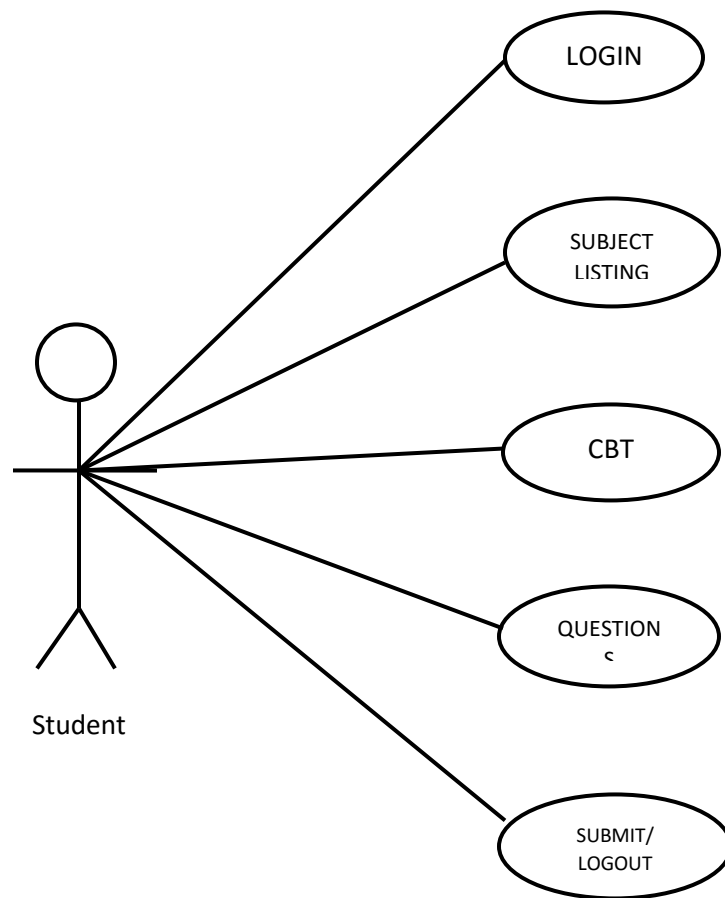 LOGIN
SUBJECT
LISTING
CBT
QUESTION
S
Student
SUBMIT/
LOGOUT